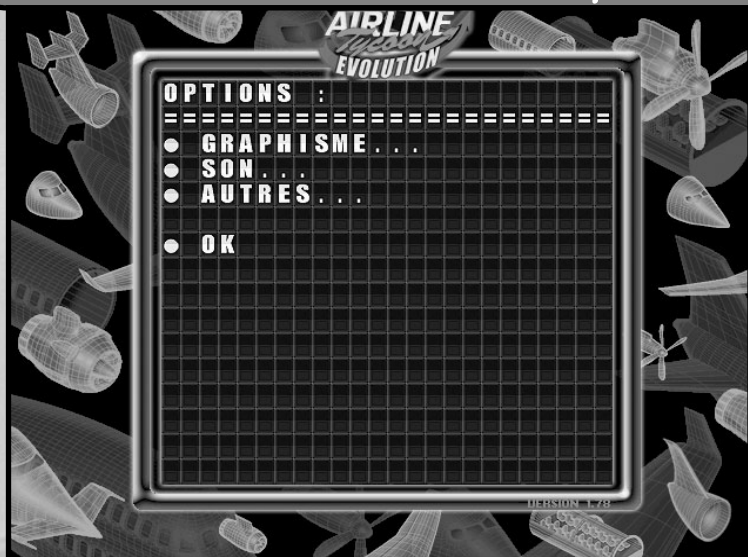 AIRLINE
Tycoon
EVOLUTION
OPTIONS :
========================
GRAPHISME...
SON...
AUTRES...
OK
VERSION 1.78